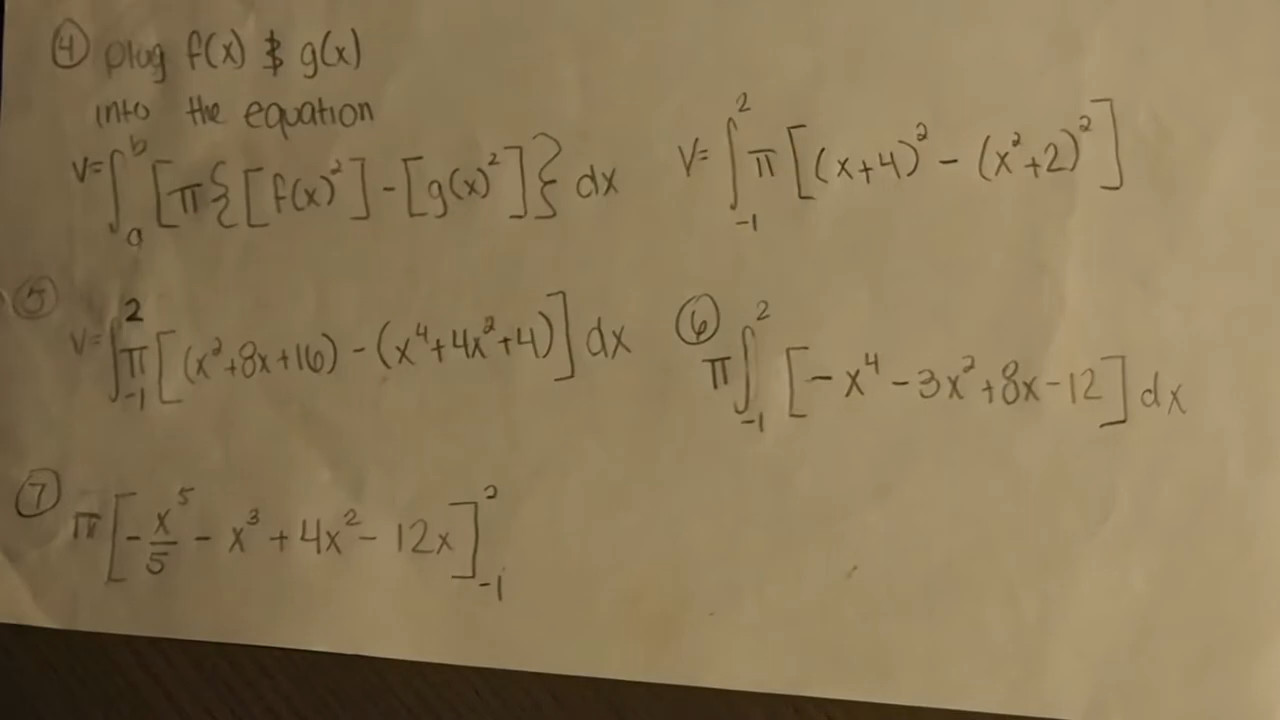 ④ plug f(x) & g(x)
into the equation
V=∫_a^b [π{[f(x)²]-[g(x)²]} dx
V=∫_{-1}^2 π[(x+4)² - (x²+2)²]
⑤ V=∫_{-1}^2 π[(x²+8x+16) - (x⁴+4x²+4)] dx
⑥ π∫_{-1}^2 [-x⁴ - 3x² + 8x - 12] dx
⑦ π[-x⁵/5 - x³ + 4x² - 12x]_{-1}^2